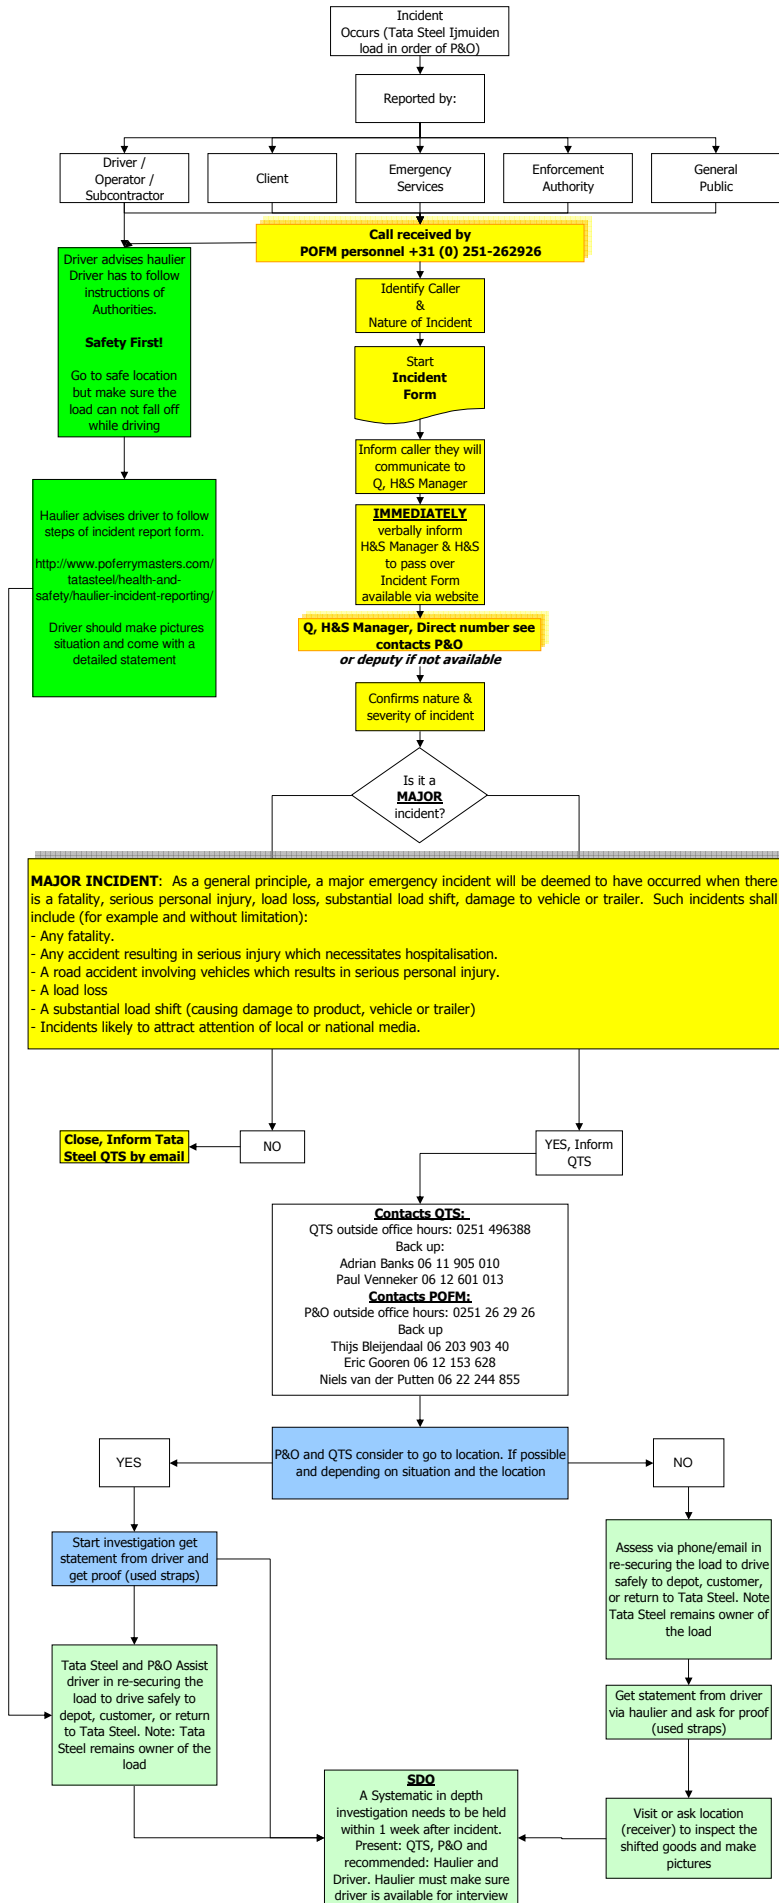 Incident
Occurs (Tata Steel Ijmuiden
load in order of P&O)
Reported by:
Driver /
Operator /
Subcontractor
Client
Emergency
Services
Enforcement
Authority
General
Public
Call received by
POFM personnel +31 (0) 251-262926
Driver advises haulier
Driver has to follow
instructions of
Authorities.
Safety First!
Go to safe location
but make sure the
load can not fall off
while driving
Identify Caller
&
Nature of Incident
Start
Incident
Form
Inform caller they will
communicate to
Q, H&S Manager
Haulier advises driver to follow
steps of incident report form.
http://www.poferrymasters.com/
tatasteel/health-and-
safety/haulier-incident-reporting/
Driver should make pictures
situation and come with a
detailed statement
IMMEDIATELY
verbally inform
H&S Manager & H&S
to pass over
Incident Form
available via website
Q, H&S Manager, Direct number see
contacts P&O
or deputy if not available
Confirms nature &
severity of incident
Is it a
MAJOR
incident?
MAJOR INCIDENT: As a general principle, a major emergency incident will be deemed to have occurred when there
is a fatality, serious personal injury, load loss, substantial load shift, damage to vehicle or trailer. Such incidents shall
include (for example and without limitation):
- Any fatality.
- Any accident resulting in serious injury which necessitates hospitalisation.
- A road accident involving vehicles which results in serious personal injury.
- A load loss
- A substantial load shift (causing damage to product, vehicle or trailer)
- Incidents likely to attract attention of local or national media.
Close, Inform Tata
Steel QTS by email
NO
YES, Inform
QTS
Contacts QTS:
QTS outside office hours: 0251 496388
Back up:
Adrian Banks 06 11 905 010
Paul Venneker 06 12 601 013
Contacts POFM:
P&O outside office hours: 0251 26 29 26
Back up
Thijs Bleijendaal 06 203 903 40
Eric Gooren 06 12 153 628
Niels van der Putten 06 22 244 855
YES
P&O and QTS consider to go to location. If possible
and depending on situation and the location
NO
Start investigation get
statement from driver and
get proof (used straps)
Assess via phone/email in
re-securing the load to drive
safely to depot, customer,
or return to Tata Steel. Note
Tata Steel remains owner of
the load
Tata Steel and P&O Assist
driver in re-securing the
load to drive safely to
depot, customer, or return
to Tata Steel. Note: Tata
Steel remains owner of the
load
Get statement from driver
via haulier and ask for proof
(used straps)
SDO
A Systematic in depth
investigation needs to be held
within 1 week after incident.
Present: QTS, P&O and
recommended: Haulier and
Driver. Haulier must make sure
driver is available for interview
Visit or ask location
(receiver) to inspect the
shifted goods and make
pictures